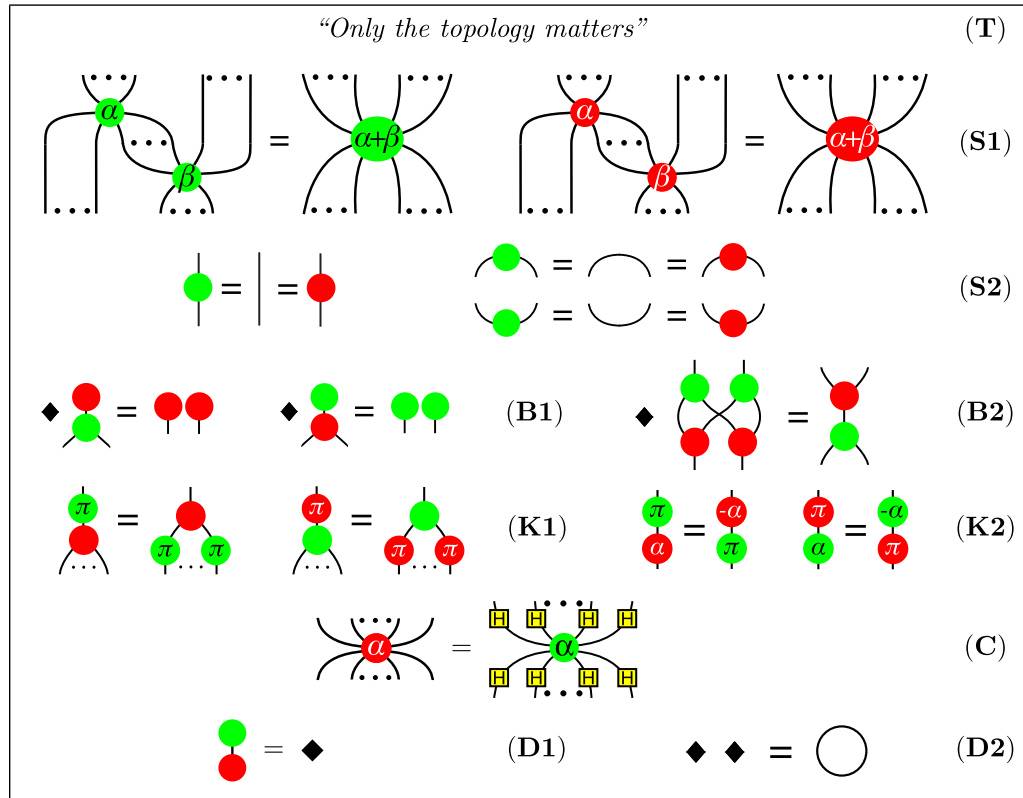 “Only the topology matters” (T)
α β = α+β α β = α+β (S1)
= = = = (S2)
= =
= = (B1) = (B2)
π = π π π = π π (K1) π α = -α π π α = -α π (K2)
α = H H H H α H H H H (C)
= (D1) = (D2)